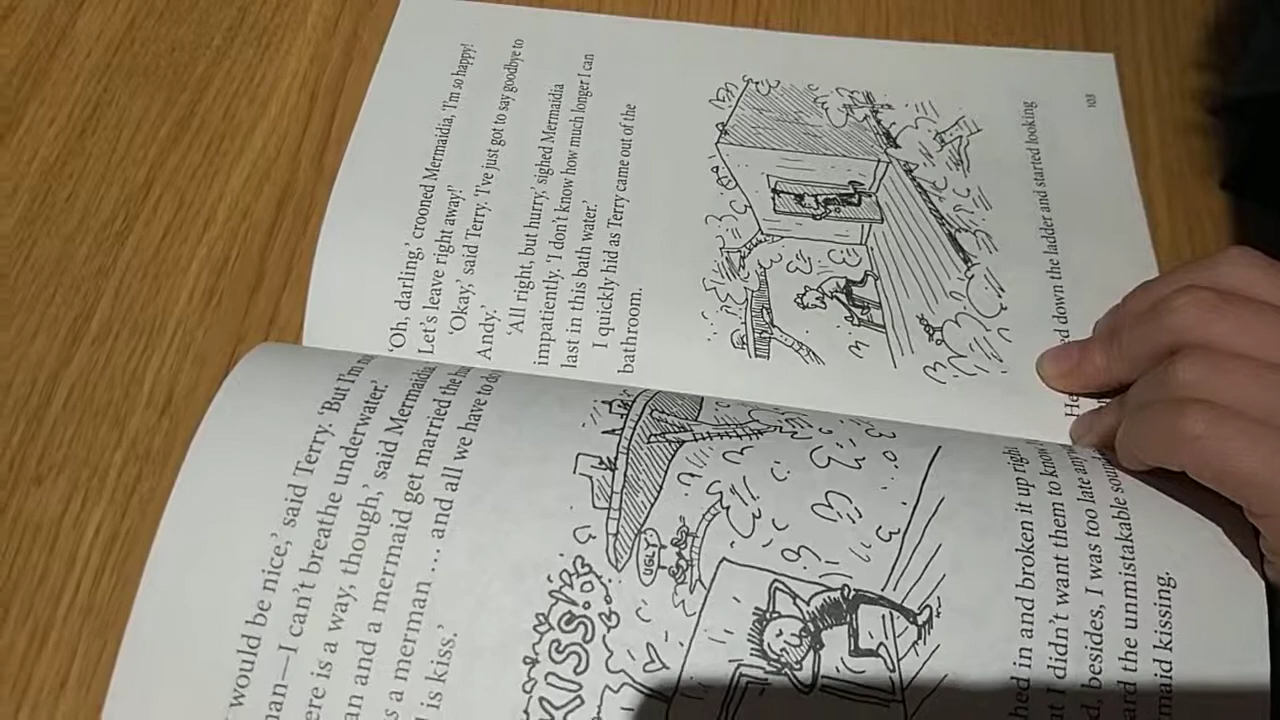 would be nice,' said Terry. 'But I'm
man—I can't breathe underwater.'
ere is a way, though,' said Mermaidia.
an and a mermaid get married the
s a merman ... and all we have to do
is kiss.'
KISS!
UGLY
hed in and broken it up right
ut I didn't want them to know I
d, besides, I was too late any
ard the unmistakable soun
maid kissing.
'Oh, darling,' crooned Mermaidia, 'I'm so happy!
Let's leave right away!'
'Okay,' said Terry. 'I've just got to say goodbye to
Andy.'
'All right, but hurry,' sighed Mermaidia
impatiently. 'I don't know how much longer I can
last in this bath water.'
I quickly hid as Terry came out of the
bathroom.
He ed down the ladder and started looking
103